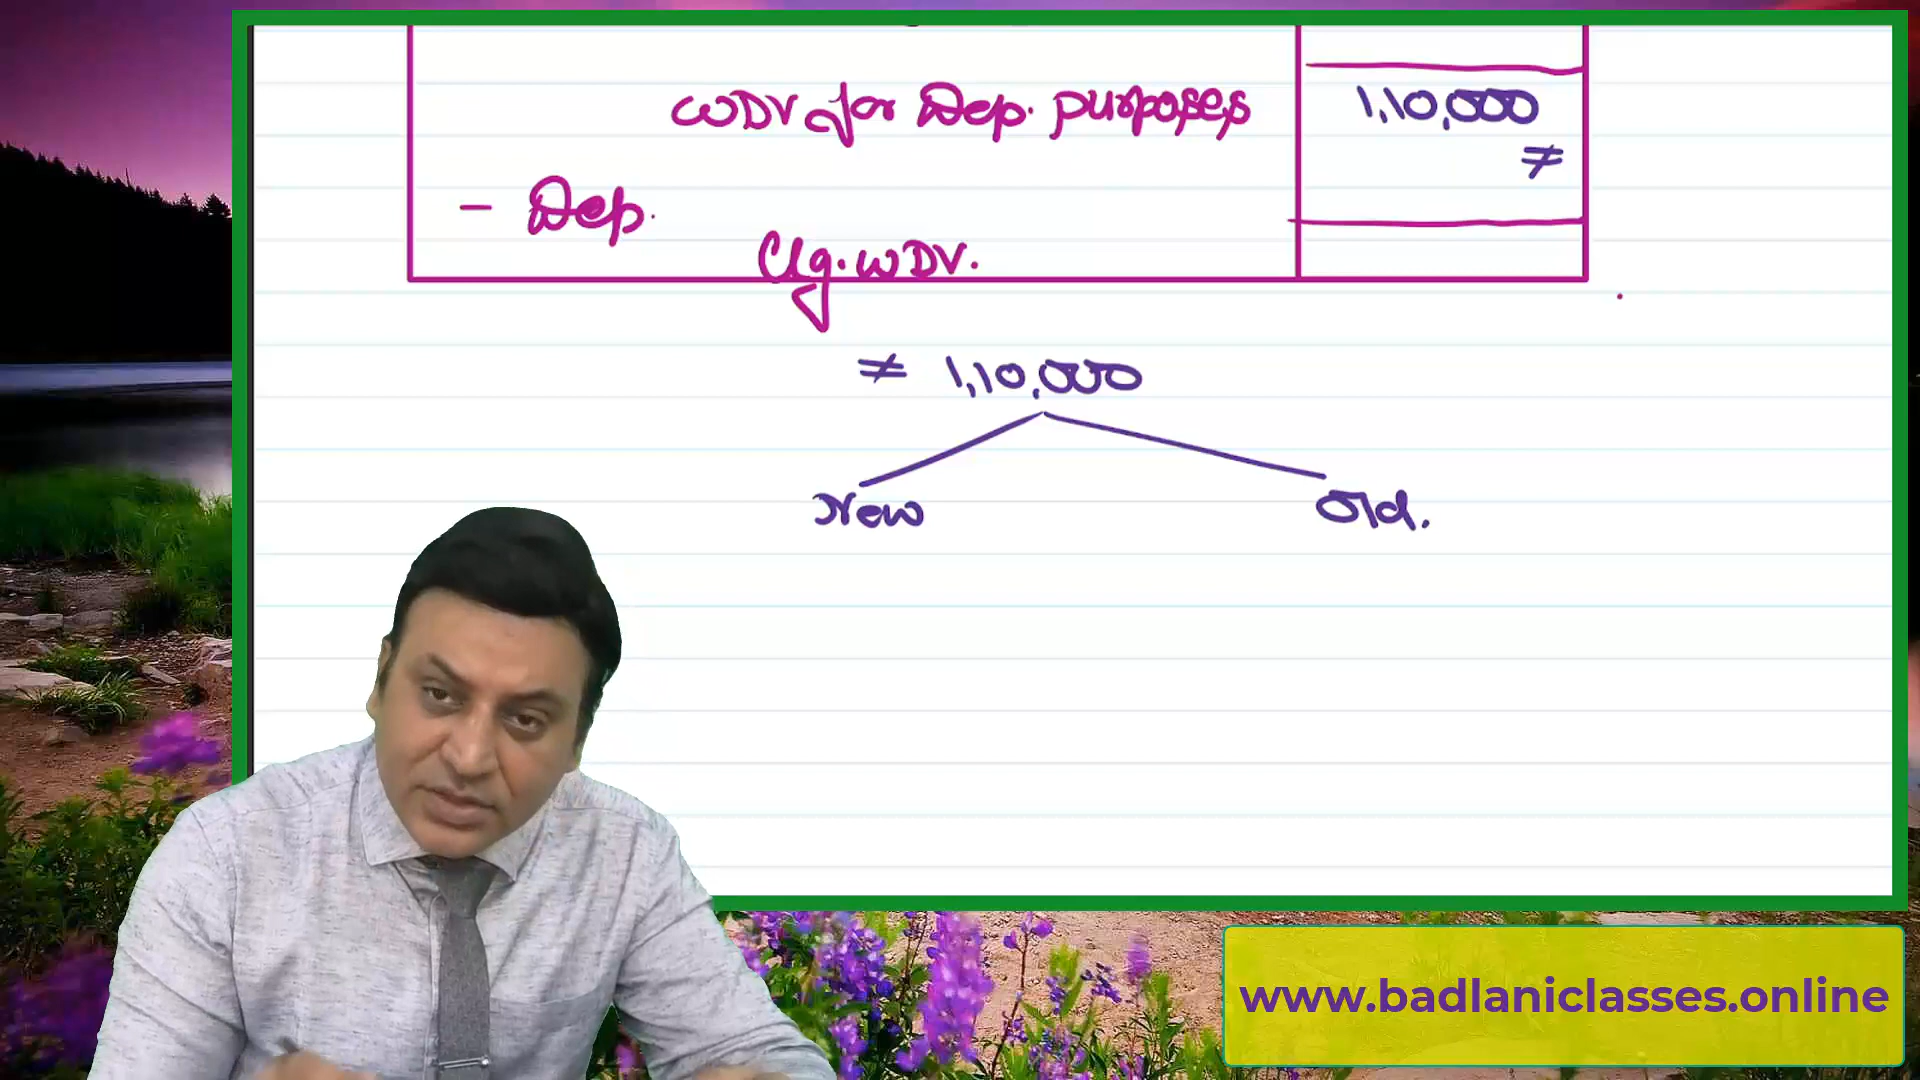 WDV for Dep. purposes 1,10,000
≠
- Dep.
Clg. WDV.
≠ 1,10,000
New Old.
www.badlaniclasses.online